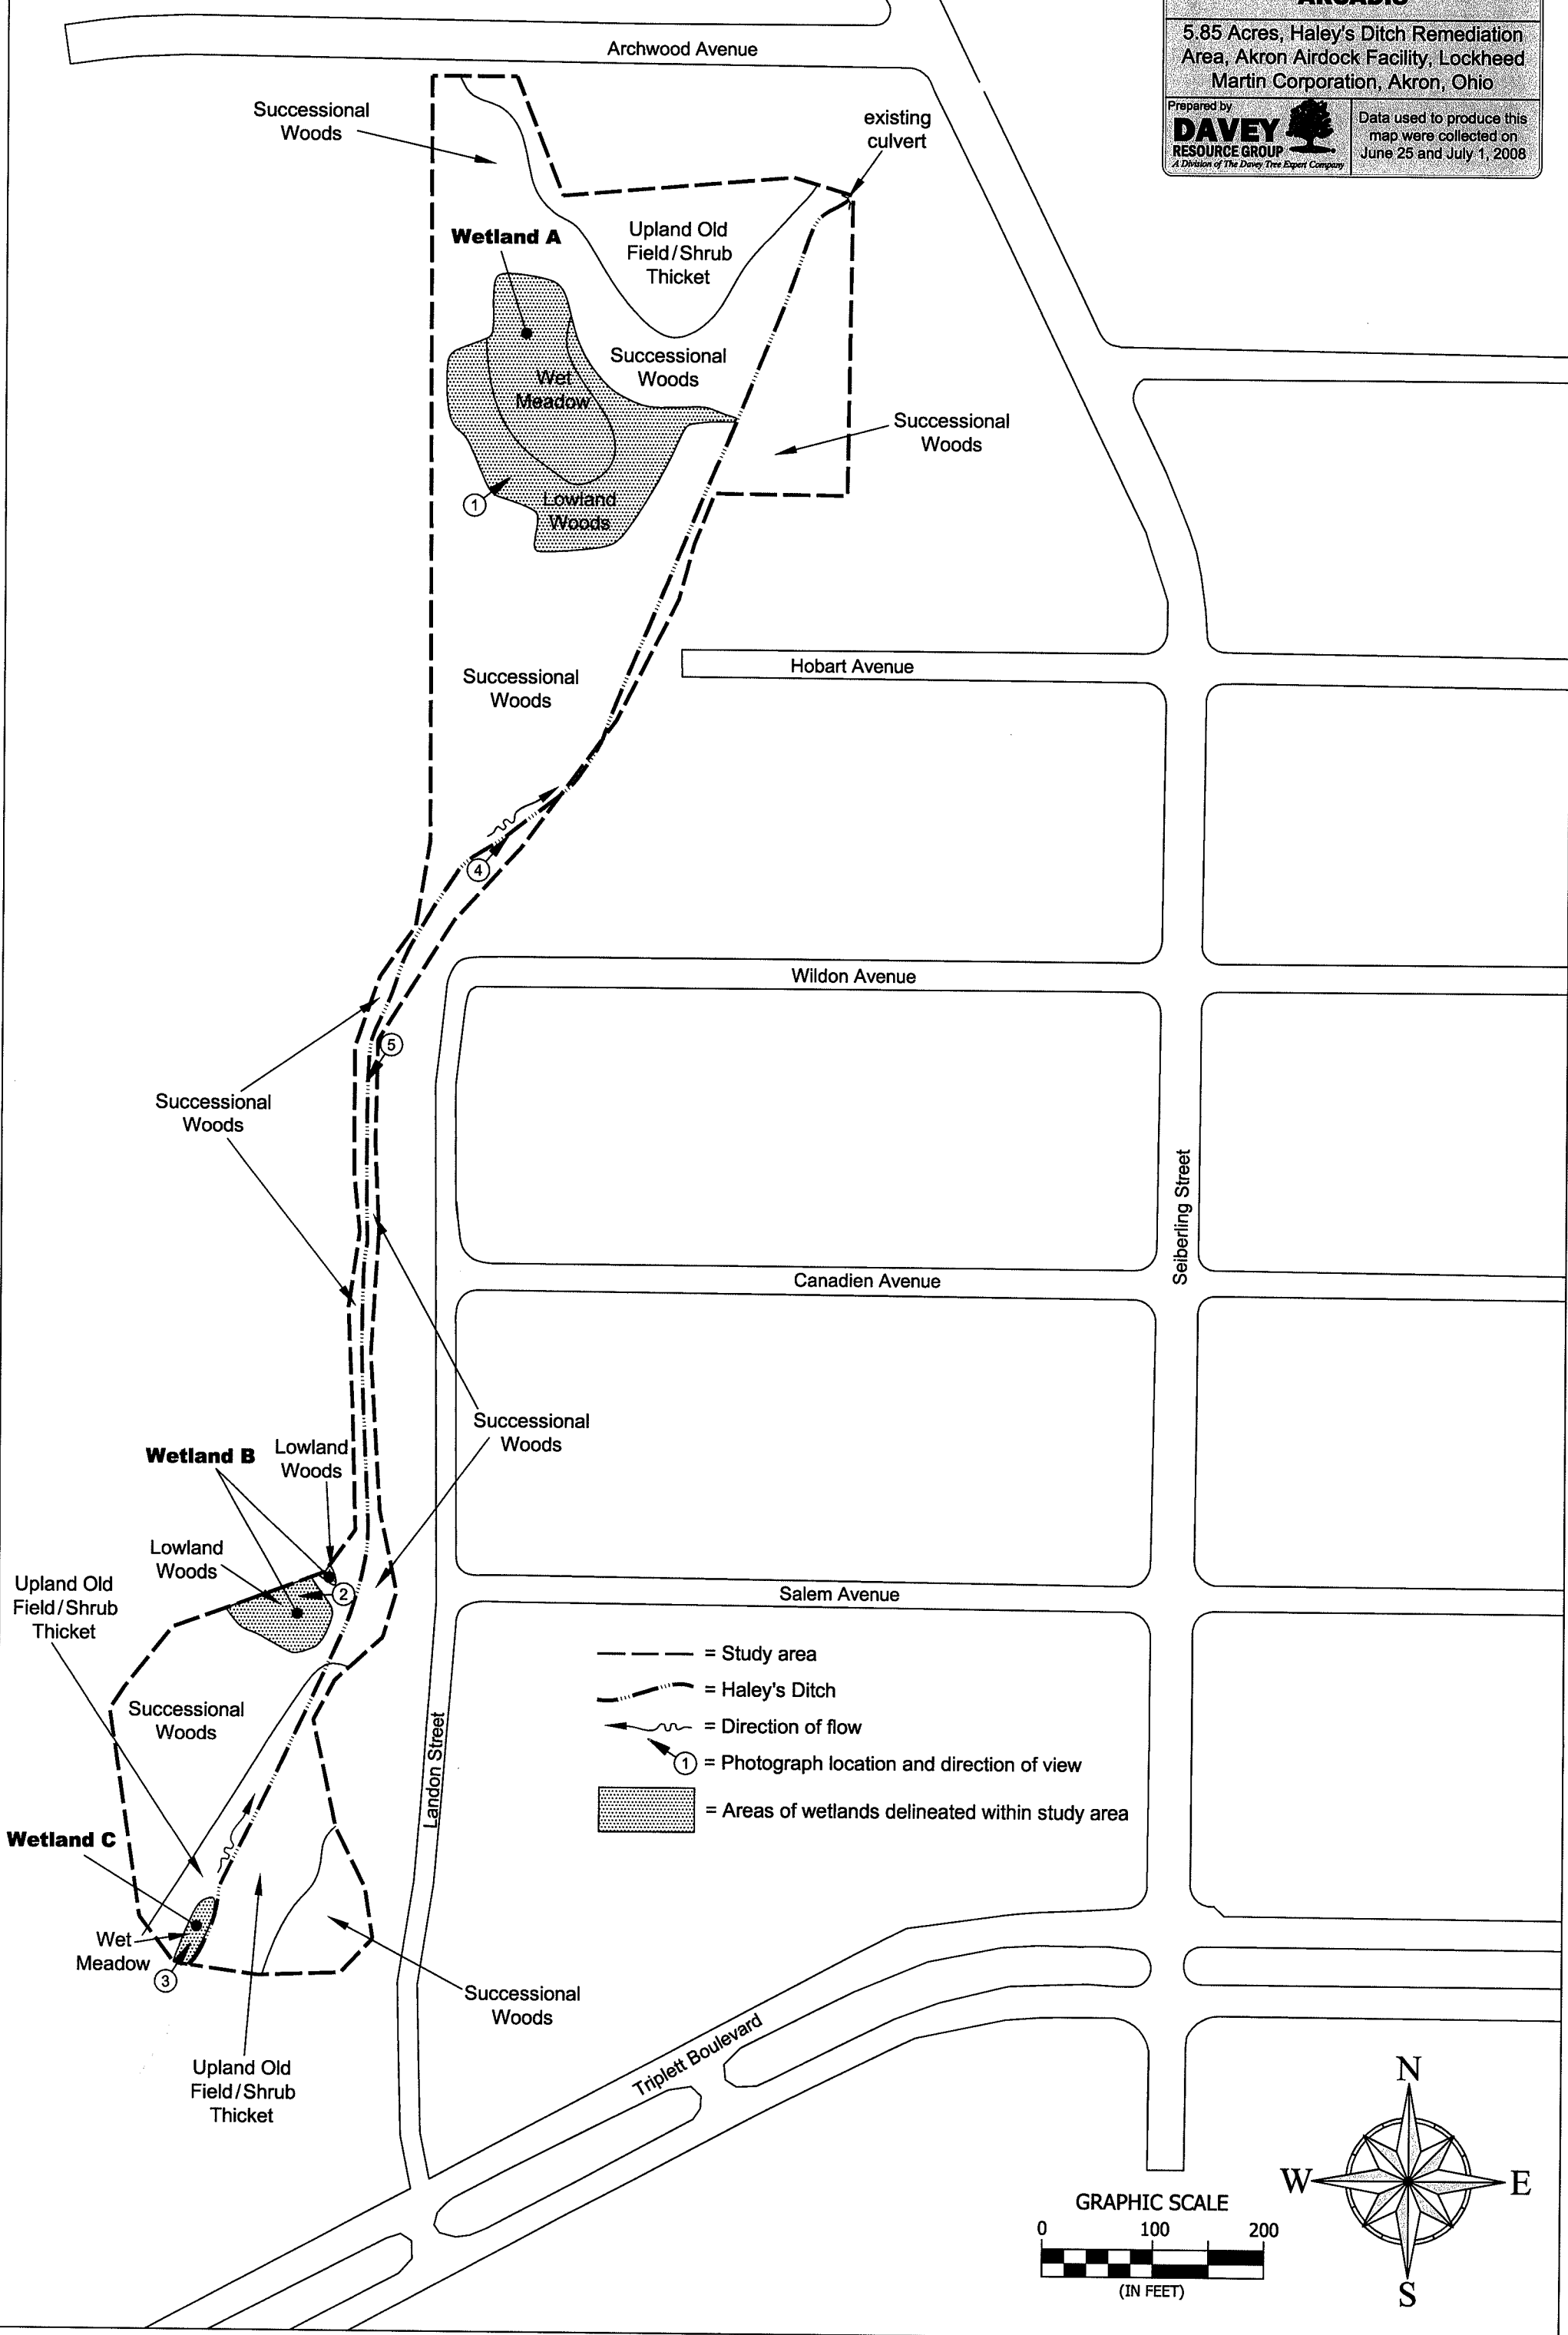 ARCADIS
5.85 Acres, Haley's Ditch Remediation
Area, Akron Airdock Facility, Lockheed
Martin Corporation, Akron, Ohio
Prepared by
DAVEY
RESOURCE GROUP
A Division of The Davey Tree Expert Company
Data used to produce this
map were collected on
June 25 and July 1, 2008
Archwood Avenue
Successional
Woods
existing
culvert
Wetland A
Upland Old
Field/Shrub
Thicket
Successional
Woods
Wet
Meadow
Successional
Woods
1
Lowland
Woods
Hobart Avenue
Successional
Woods
4
Wildon Avenue
5
Successional
Woods
Seiberling Street
Canadien Avenue
Successional
Woods
Wetland B
Lowland
Woods
Lowland
Woods
2
Upland Old
Field/Shrub
Thicket
Salem Avenue
Successional
Woods
Landon Street
= Study area
= Haley's Ditch
= Direction of flow
1 = Photograph location and direction of view
= Areas of wetlands delineated within study area
Wetland C
Wet
Meadow
3
Successional
Woods
Upland Old
Field/Shrub
Thicket
Triplett Boulevard
N
W
E
S
GRAPHIC SCALE
0 100 200
(IN FEET)